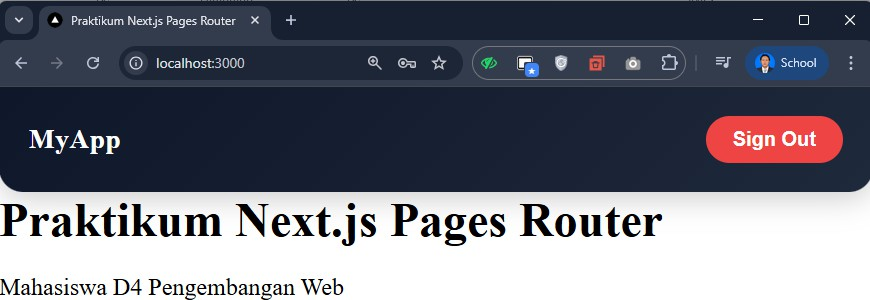 Praktikum Next.js Pages Router
localhost:3000
School
MyApp
Sign Out
Praktikum Next.js Pages Router
Mahasiswa D4 Pengembangan Web